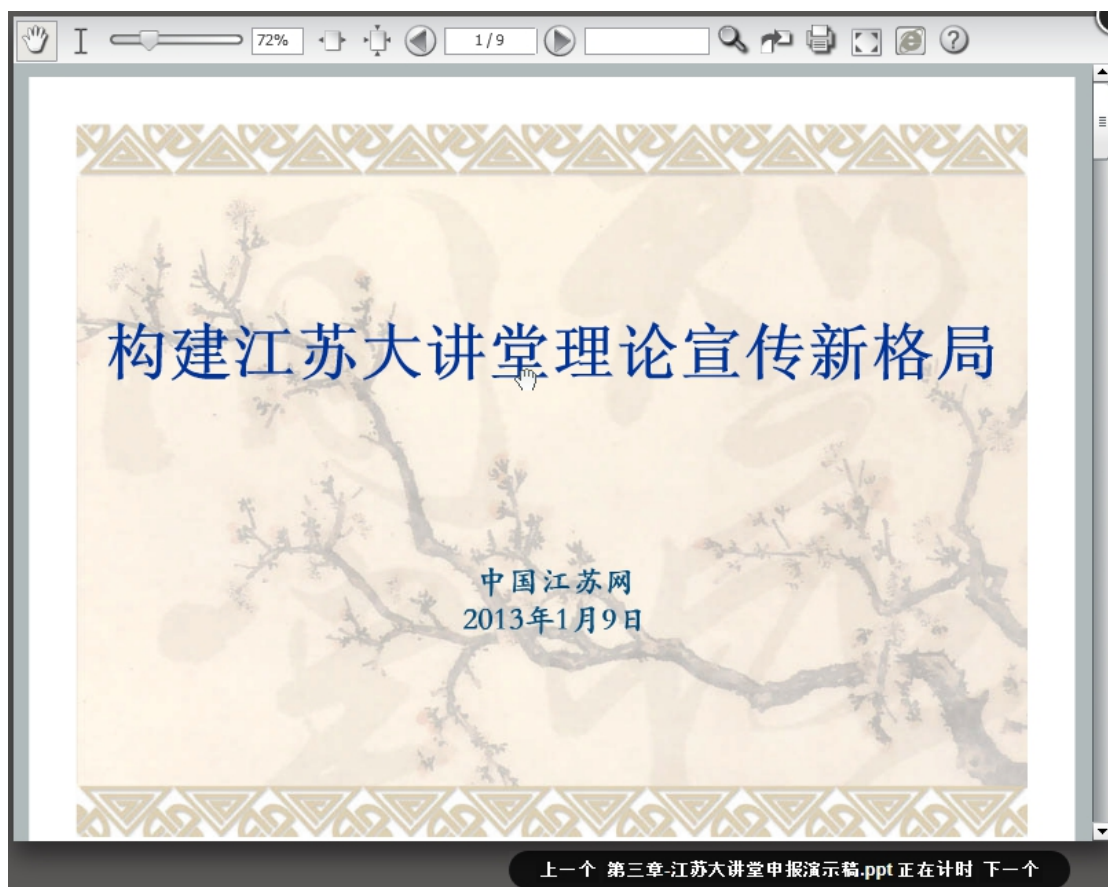 72%
1/9
构建江苏大讲堂理论宣传新格局
中国江苏网
2013年1月9日
上一个 第三章-江苏大讲堂申报演示稿.ppt 正在计时 下一个